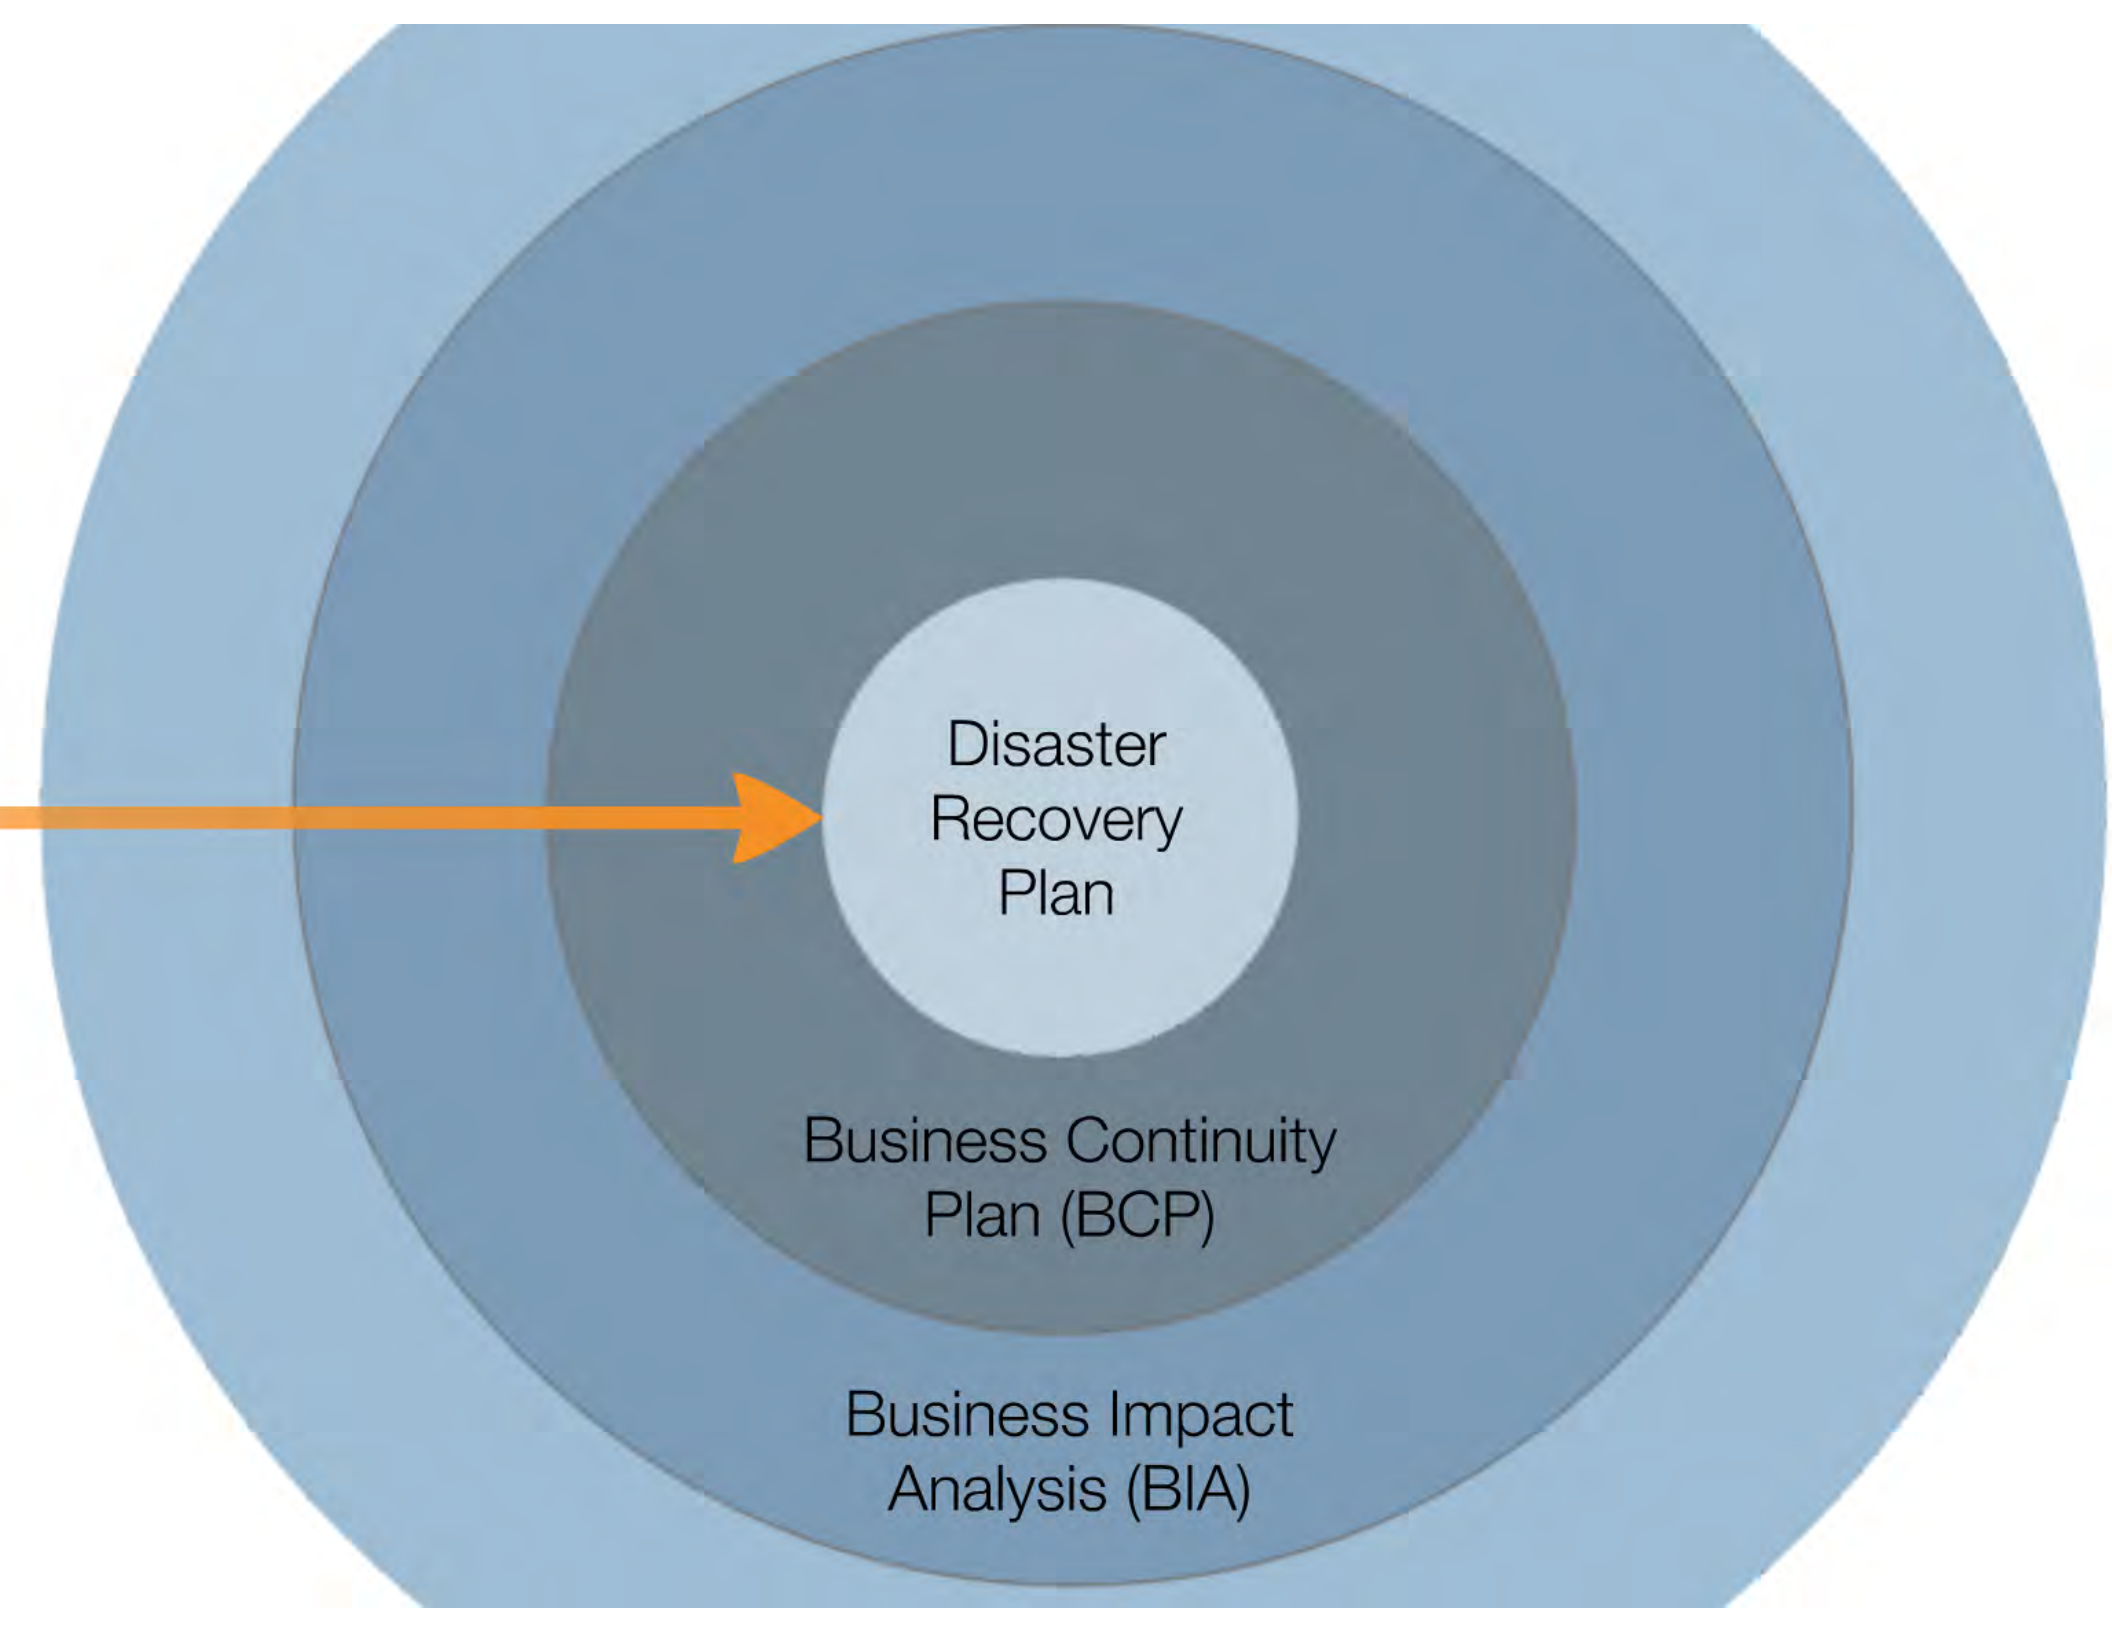 Disaster
Recovery
Plan
Business Continuity
Plan (BCP)
Business Impact
Analysis (BIA)